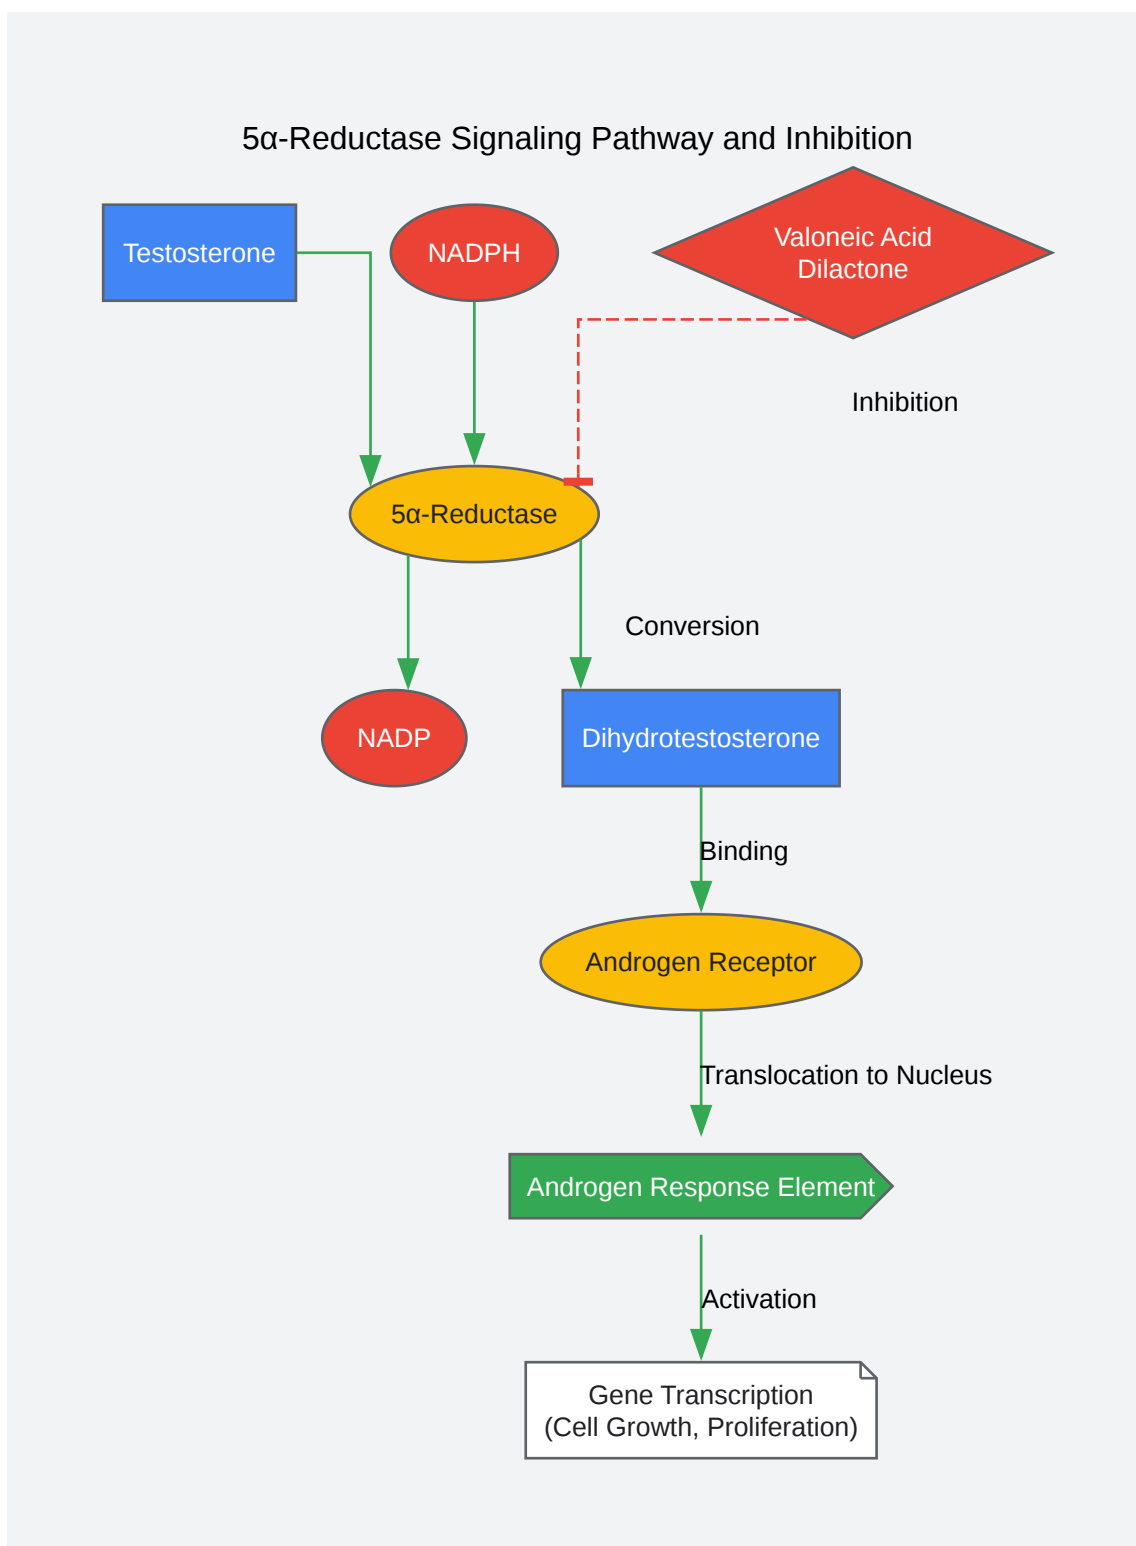 5α-Reductase Signaling Pathway and Inhibition
Testosterone
NADPH
Valoneic Acid
Dilactone
Inhibition
5α-Reductase
Conversion
NADP
Dihydrotestosterone
Binding
Androgen Receptor
Translocation to Nucleus
Androgen Response Element
Activation
Gene Transcription
(Cell Growth, Proliferation)